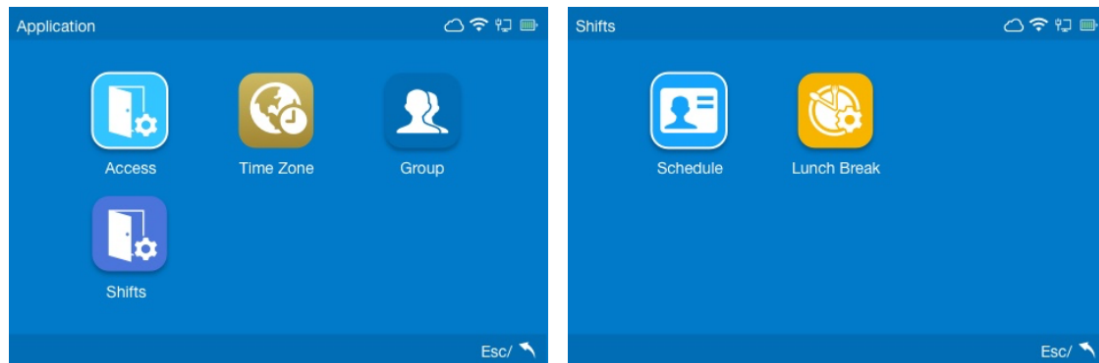 Application
Access
Time Zone
Group
Shifts
Esc/
Shifts
Schedule
Lunch Break
Esc/